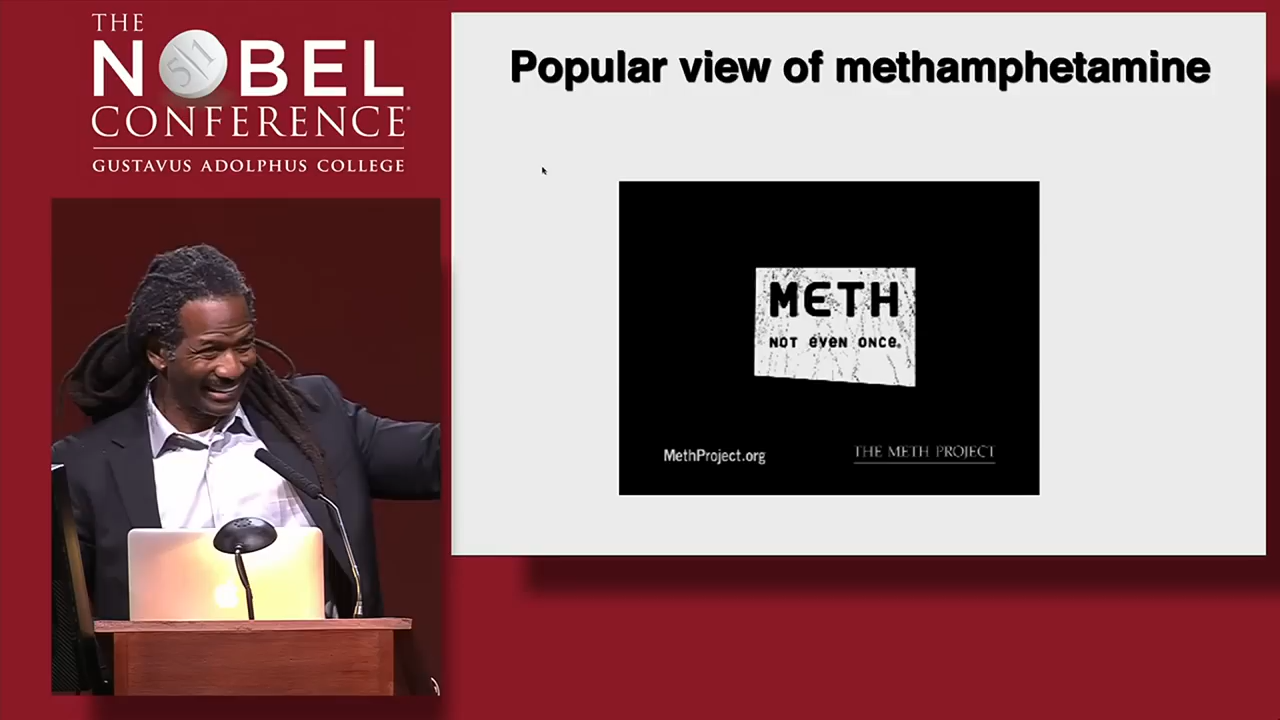 THE
NOBEL
51
CONFERENCE®
GUSTAVUS ADOLPHUS COLLEGE
Popular view of methamphetamine
METH
NOT even ONCE.
MethProject.org
THE METH PROJECT